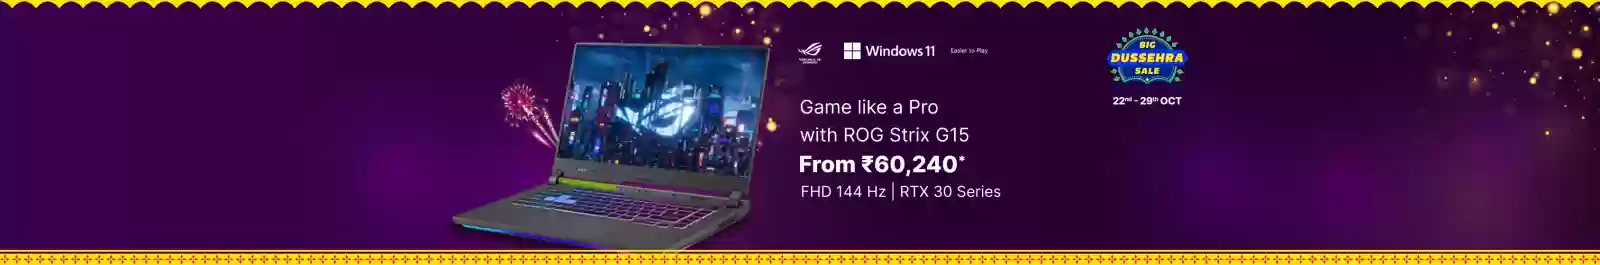 Windows 11
Easier to Play
Game like a Pro
with ROG Strix G15
From ₹60,240*
FHD 144 Hz | RTX 30 Series
BIG
DUSSEHRA
SALE
22nd - 29th OCT